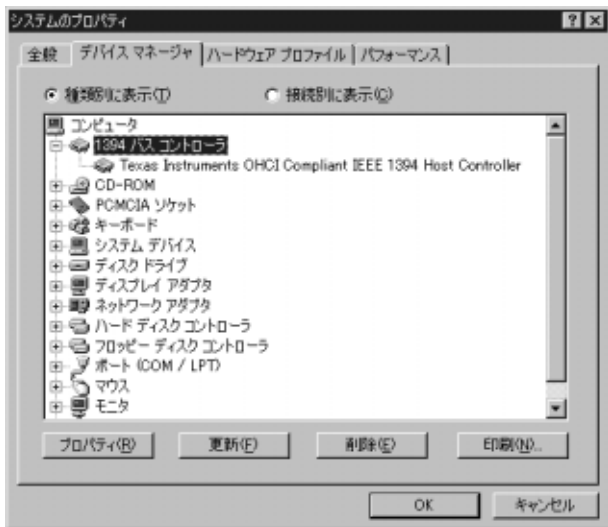 システムのプロパティ
全般 デバイス マネージャ ハードウェア プロファイル パフォーマンス
種類別に表示(T) 接続別に表示(C)
コンピュータ
1394 バス コントローラ
Texas Instruments OHCI Compliant IEEE 1394 Host Controller
CD-ROM
PCMCIA ソケット
キーボード
システム デバイス
ディスク ドライブ
ディスプレイ アダプタ
ネットワーク アダプタ
ハード ディスク コントローラ
フロッピー ディスク コントローラ
ポート (COM / LPT)
マウス
モニタ
プロパティ(R) 更新(F) 削除(E) 印刷(N)...
OK キャンセル